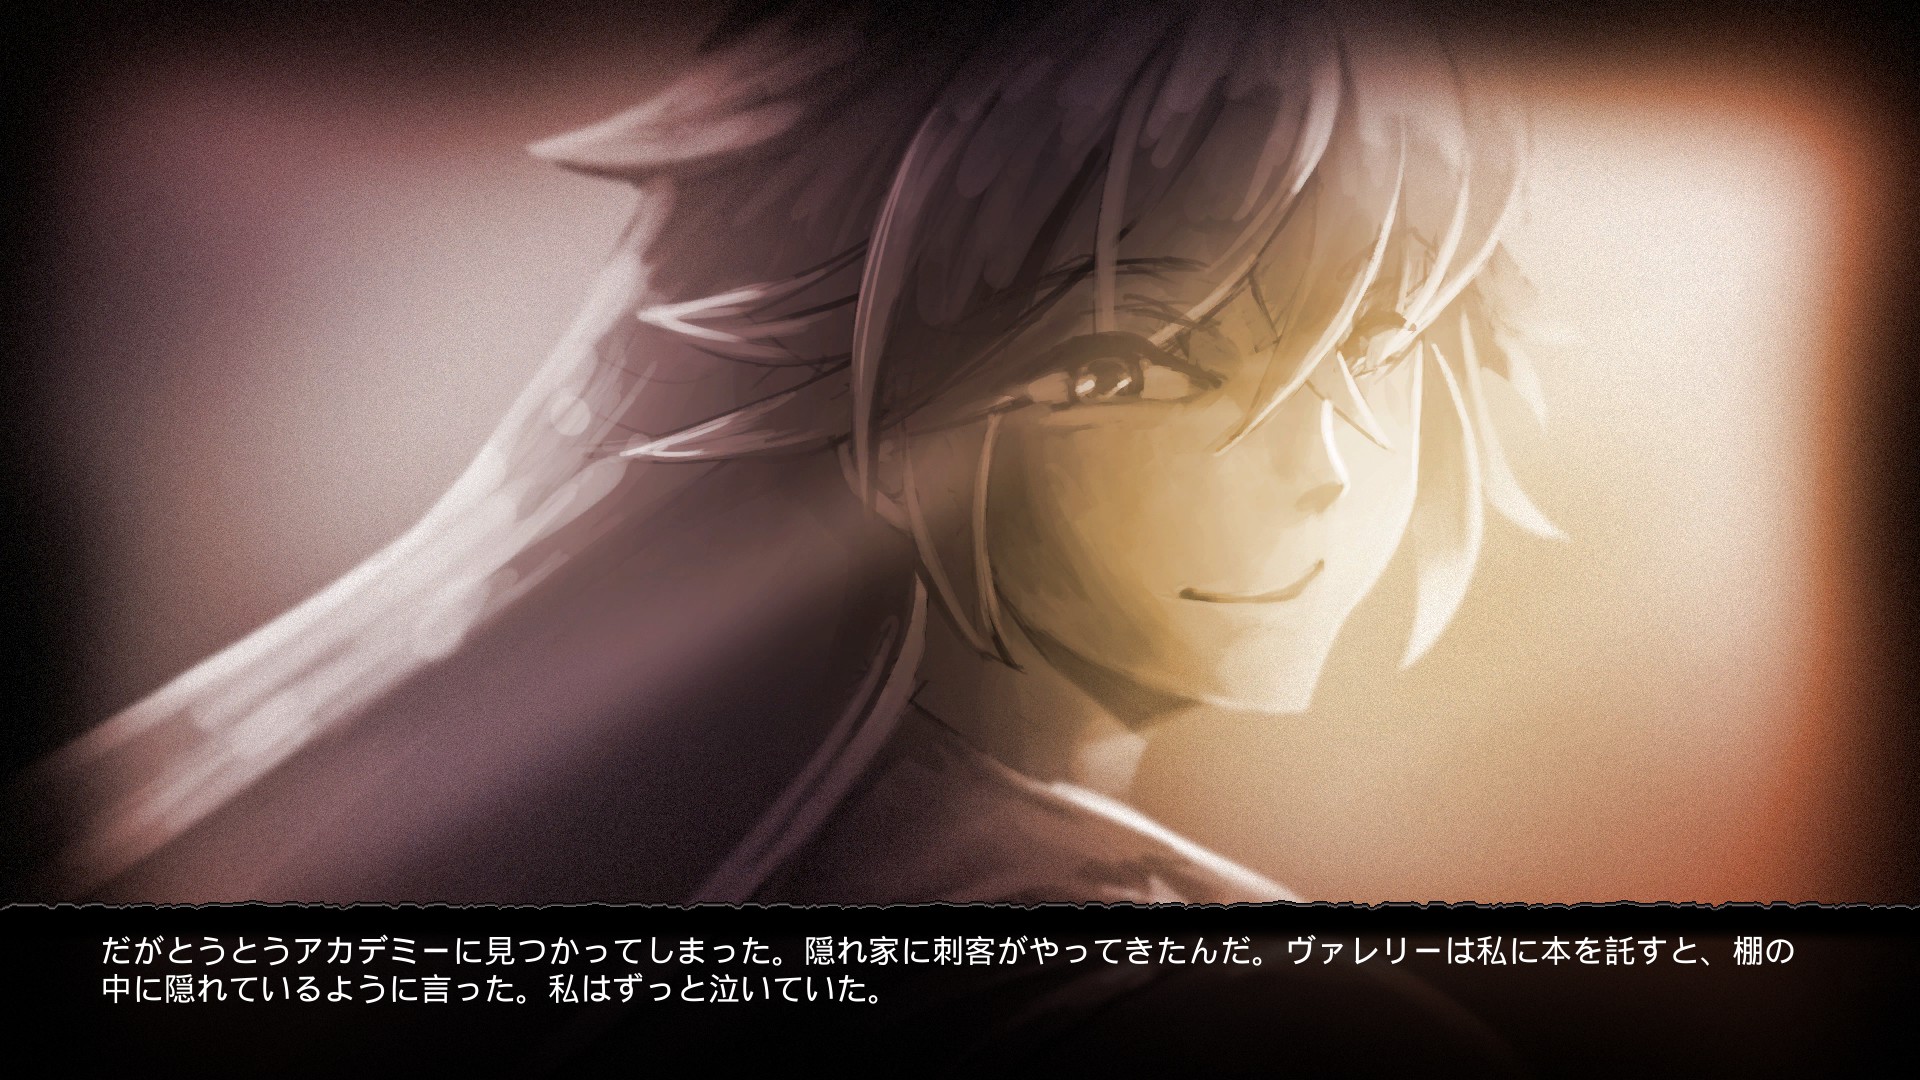 だがとうとうアカデミーに見つかってしまった。隠れ家に刺客がやってきたんだ。ヴァレリーは私に本を託すと、棚の
中に隠れているように言った。私はずっと泣いていた。